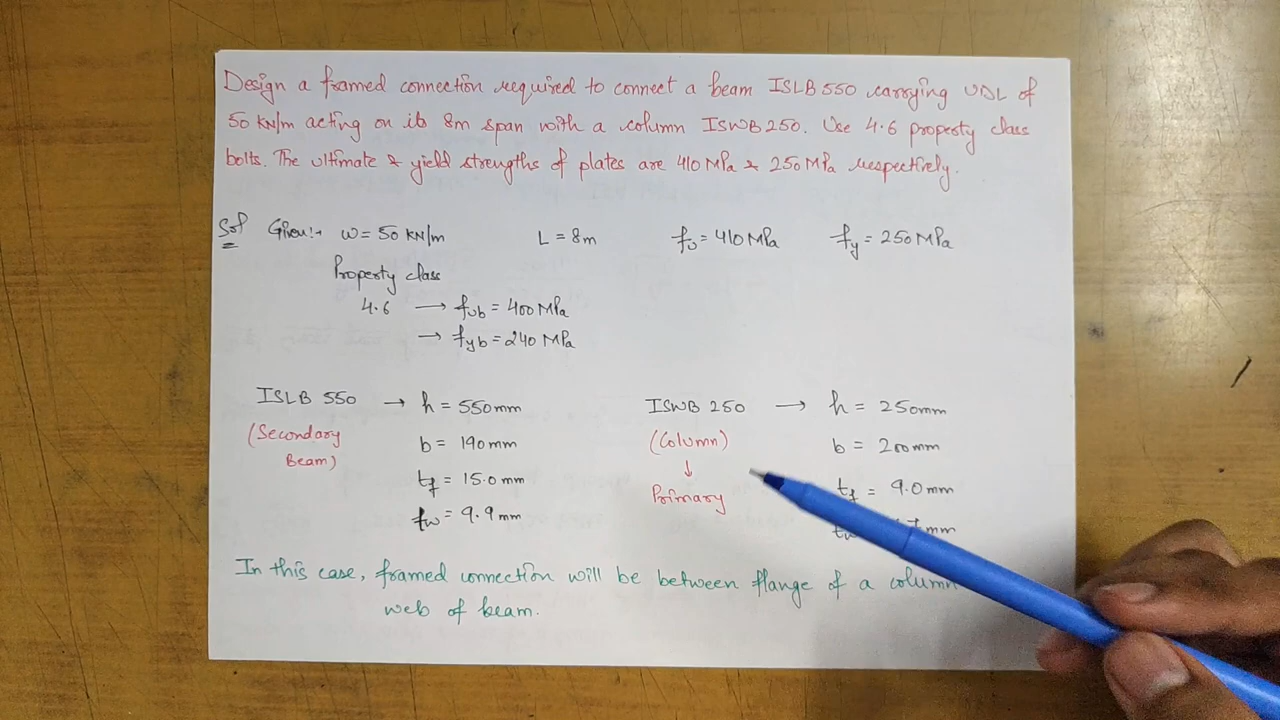 Design a framed connection required to connect a beam ISLB 550 carrying UDL of
50 KN/m acting on its 8m span with a column ISWB 250. Use 4.6 property class
bolts. The ultimate & yield strengths of plates are 410 MPa & 250 MPa respectively.
Sol Given:- w = 50 KN/m L = 8m fu = 410 MPa fy = 250 MPa
Property class
4.6 → fub = 400 MPa
→ fyb = 240 MPa
ISLB 550 → h = 550mm ISWB 250 → h = 250mm
(Secondary Beam) b = 190mm (Column) b = 200mm
tf = 15.0 mm ↓ Primary tf = 9.0 mm
tw = 9.9 mm tw mm
In this case, framed connection will be between flange of a column
web of beam.